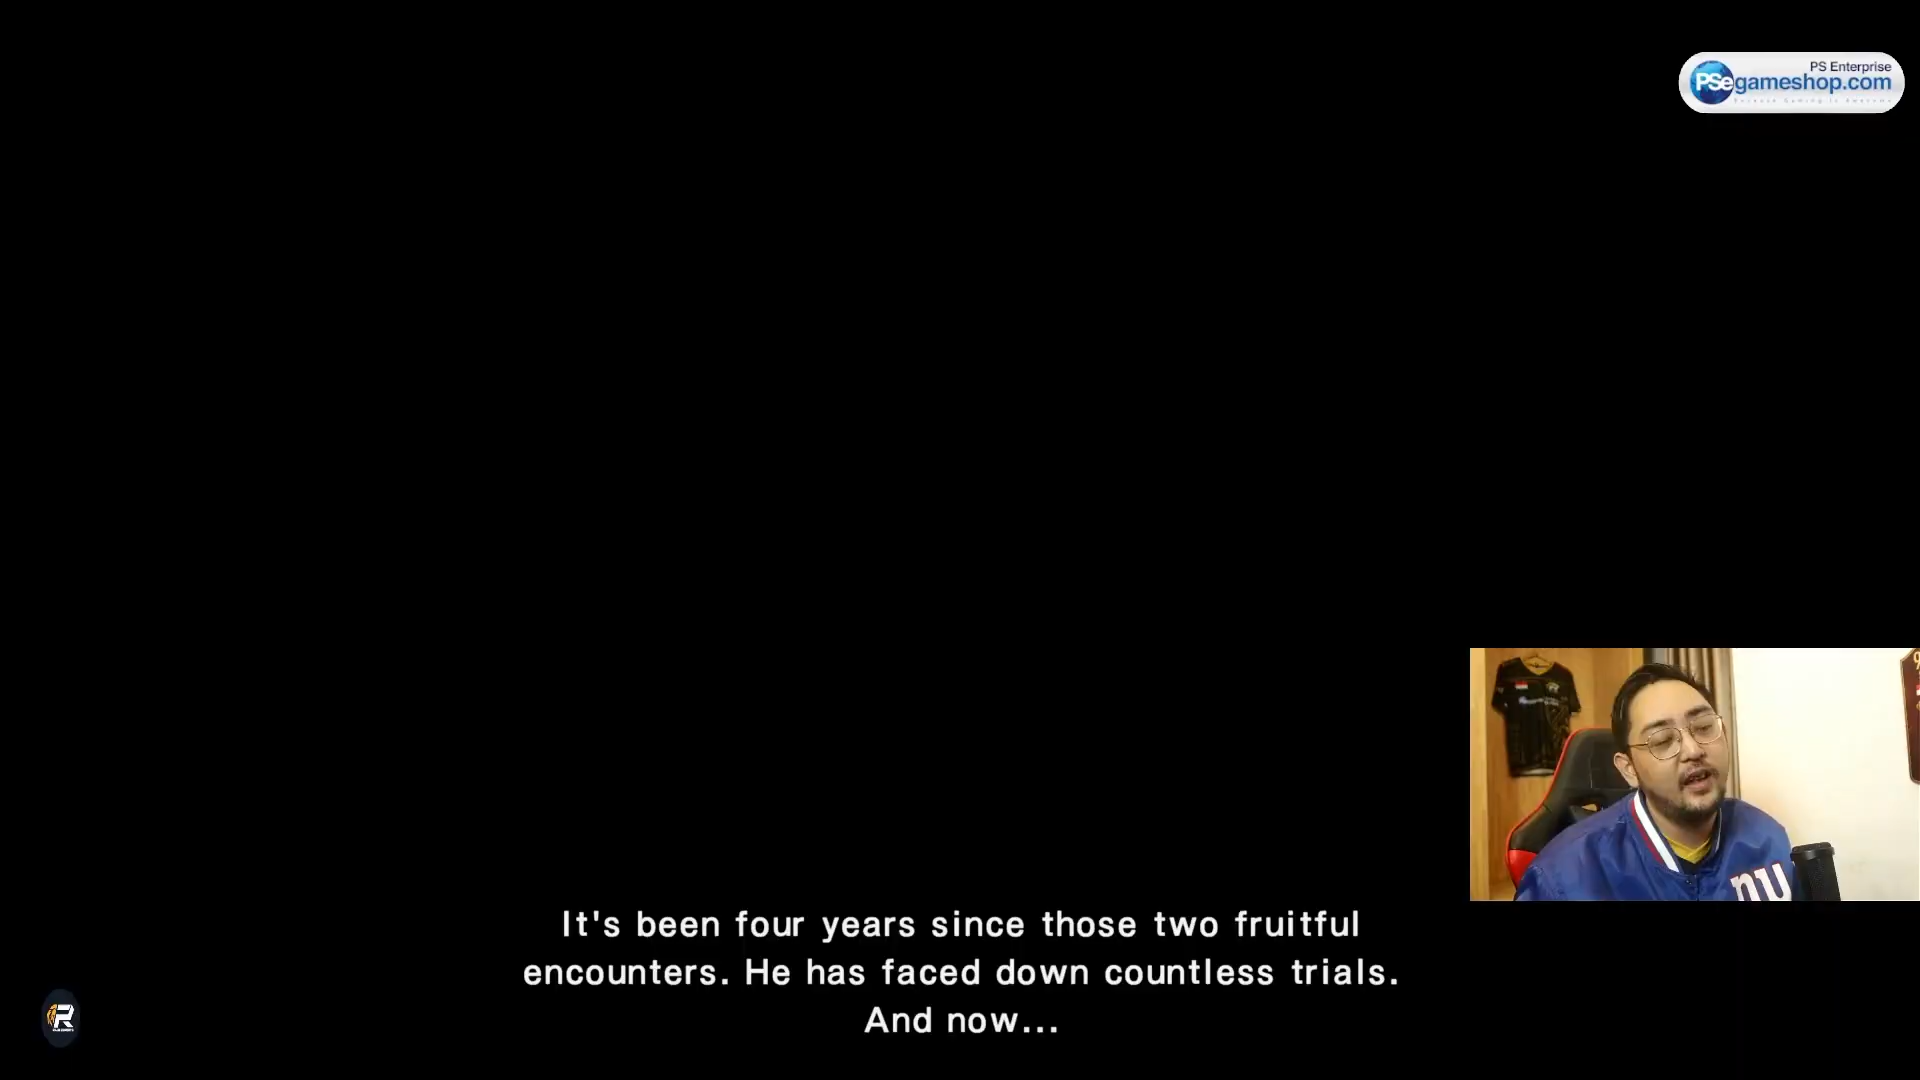 PS Enterprise
PSegameshop.com
It's been four years since those two fruitful
encounters. He has faced down countless trials.
And now...
R
nu